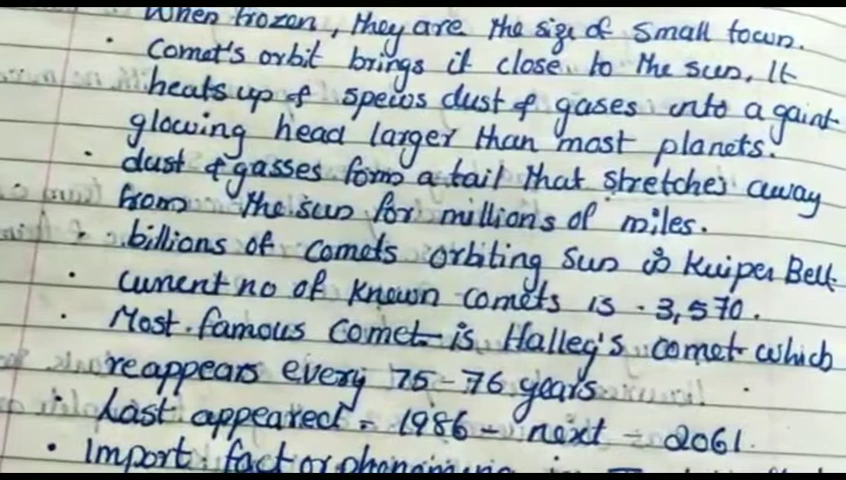 When frozen, they are the size of small town.
• Comet's orbit brings it close to the sun, It
heats up & spews dust & gases into a gaint
glowing head larger than most planets.
• dust & gasses form a tail that stretches away
from the sun for millions of miles.
• billions of comets orbiting sun in Kuiper Belt
• current no of known comets is 3,570.
• Most famous comet is Halley's comet which
reappears every 75-76 years
• Last appeared - 1986 - next - 2061.
• Import fact or